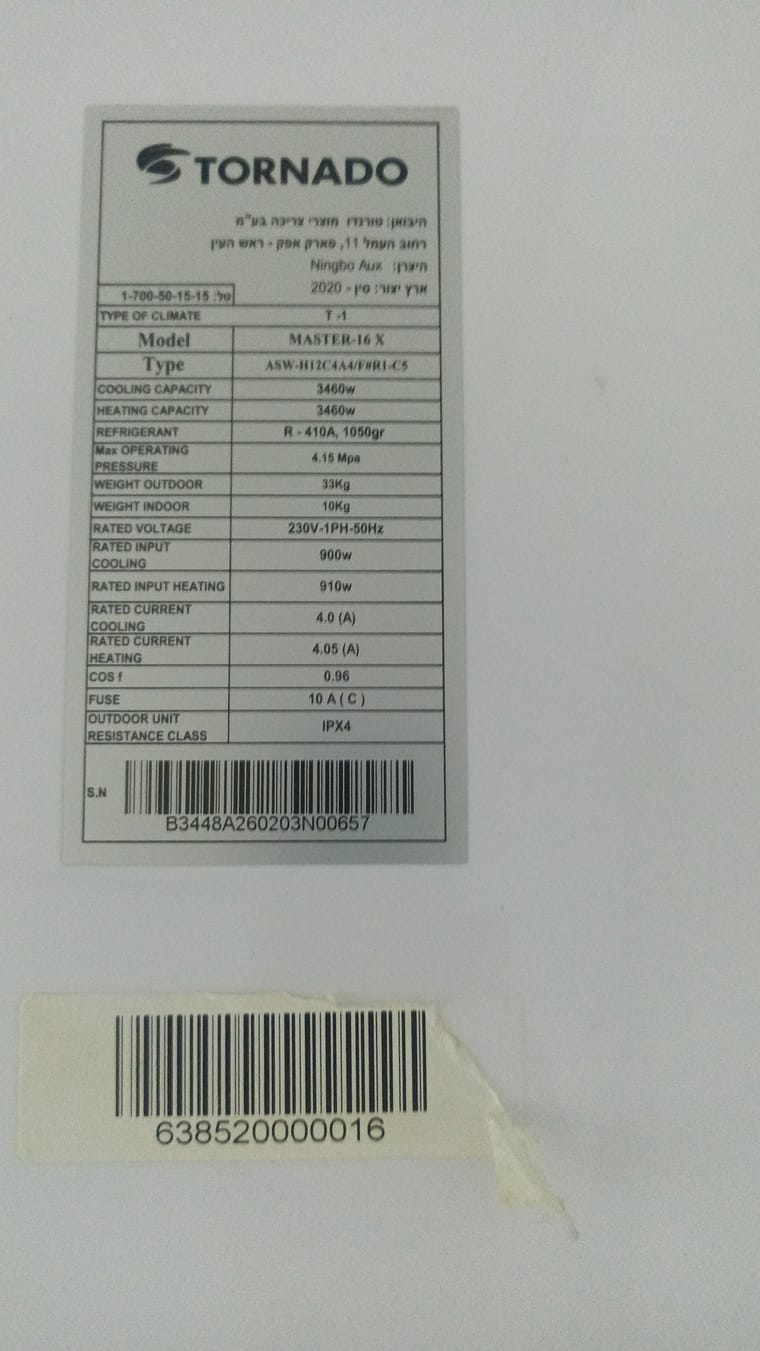 TORNADO
היבואן: טורנדו מוצרי צריכה בע"מ
רחוב העמל 11, פארק אפק - ראש העין
היצרן: Ningbo Aux
ארץ יצור: סין - 2020
טל: 1-700-50-15-15
TYPE OF CLIMATE T -1
Model MASTER-16 X
Type ASW-H12C4A4/F#R1-C5
COOLING CAPACITY 3460w
HEATING CAPACITY 3460w
REFRIGERANT R - 410A, 1050gr
Max OPERATING
PRESSURE 4.15 Mpa
WEIGHT OUTDOOR 33Kg
WEIGHT INDOOR 10Kg
RATED VOLTAGE 230V-1PH-50Hz
RATED INPUT
COOLING 900w
RATED INPUT HEATING 910w
RATED CURRENT
COOLING 4.0 (A)
RATED CURRENT
HEATING 4.05 (A)
COS f 0.96
FUSE 10 A ( C )
OUTDOOR UNIT
RESISTANCE CLASS IPX4
S.N
B3448A260203N00657
638520000016